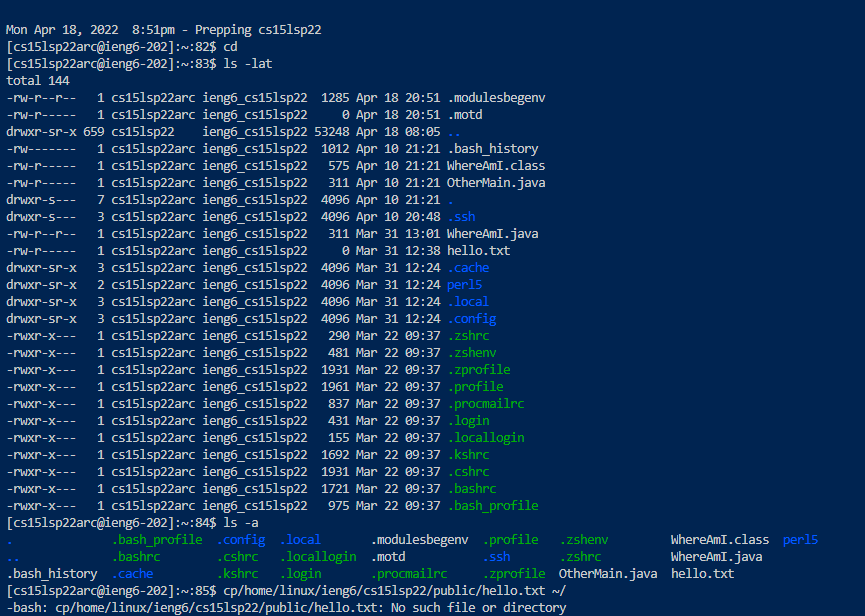 Mon Apr 18, 2022  8:51pm - Prepping cs15lsp22
[cs15lsp22arc@ieng6-202]:~:82$ cd
[cs15lsp22arc@ieng6-202]:~:83$ ls -lat
total 144
-rw-r--r--   1 cs15lsp22arc ieng6_cs15lsp22  1285 Apr 18 20:51 .modulesbegenv
-rw-r-----   1 cs15lsp22arc ieng6_cs15lsp22     0 Apr 18 20:51 .motd
drwxr-sr-x 659 cs15lsp22    ieng6_cs15lsp22 53248 Apr 18 08:05 ..
-rw-------   1 cs15lsp22arc ieng6_cs15lsp22  1012 Apr 10 21:21 .bash_history
-rw-r-----   1 cs15lsp22arc ieng6_cs15lsp22   575 Apr 10 21:21 WhereAmI.class
-rw-r-----   1 cs15lsp22arc ieng6_cs15lsp22   311 Apr 10 21:21 OtherMain.java
drwxr-s---   7 cs15lsp22arc ieng6_cs15lsp22  4096 Apr 10 21:21 .
drwxr-s---   3 cs15lsp22arc ieng6_cs15lsp22  4096 Apr 10 20:48 .ssh
-rw-r--r--   1 cs15lsp22arc ieng6_cs15lsp22   311 Mar 31 13:01 WhereAmI.java
-rw-r-----   1 cs15lsp22arc ieng6_cs15lsp22     0 Mar 31 12:38 hello.txt
drwxr-sr-x   3 cs15lsp22arc ieng6_cs15lsp22  4096 Mar 31 12:24 .cache
drwxr-sr-x   2 cs15lsp22arc ieng6_cs15lsp22  4096 Mar 31 12:24 perl5
drwxr-sr-x   3 cs15lsp22arc ieng6_cs15lsp22  4096 Mar 31 12:24 .local
drwxr-sr-x   3 cs15lsp22arc ieng6_cs15lsp22  4096 Mar 31 12:24 .config
-rwxr-x---   1 cs15lsp22arc ieng6_cs15lsp22   290 Mar 22 09:37 .zshrc
-rwxr-x---   1 cs15lsp22arc ieng6_cs15lsp22   481 Mar 22 09:37 .zshenv
-rwxr-x---   1 cs15lsp22arc ieng6_cs15lsp22  1931 Mar 22 09:37 .zprofile
-rwxr-x---   1 cs15lsp22arc ieng6_cs15lsp22  1961 Mar 22 09:37 .profile
-rwxr-x---   1 cs15lsp22arc ieng6_cs15lsp22   837 Mar 22 09:37 .procmailrc
-rwxr-x---   1 cs15lsp22arc ieng6_cs15lsp22   431 Mar 22 09:37 .login
-rwxr-x---   1 cs15lsp22arc ieng6_cs15lsp22   155 Mar 22 09:37 .locallogin
-rwxr-x---   1 cs15lsp22arc ieng6_cs15lsp22  1692 Mar 22 09:37 .kshrc
-rwxr-x---   1 cs15lsp22arc ieng6_cs15lsp22  1931 Mar 22 09:37 .cshrc
-rwxr-x---   1 cs15lsp22arc ieng6_cs15lsp22  1721 Mar 22 09:37 .bashrc
-rwxr-x---   1 cs15lsp22arc ieng6_cs15lsp22   975 Mar 22 09:37 .bash_profile
[cs15lsp22arc@ieng6-202]:~:84$ ls -a
.              .bash_profile  .config  .local       .modulesbegenv  .profile   .zshenv         WhereAmI.class  perl5
..             .bashrc        .cshrc   .locallogin  .motd           .ssh       .zshrc          WhereAmI.java
.bash_history  .cache         .kshrc   .login       .procmailrc     .zprofile  OtherMain.java  hello.txt
[cs15lsp22arc@ieng6-202]:~:85$ cp/home/linux/ieng6/cs15lsp22/public/hello.txt ~/
-bash: cp/home/linux/ieng6/cs15lsp22/public/hello.txt: No such file or directory